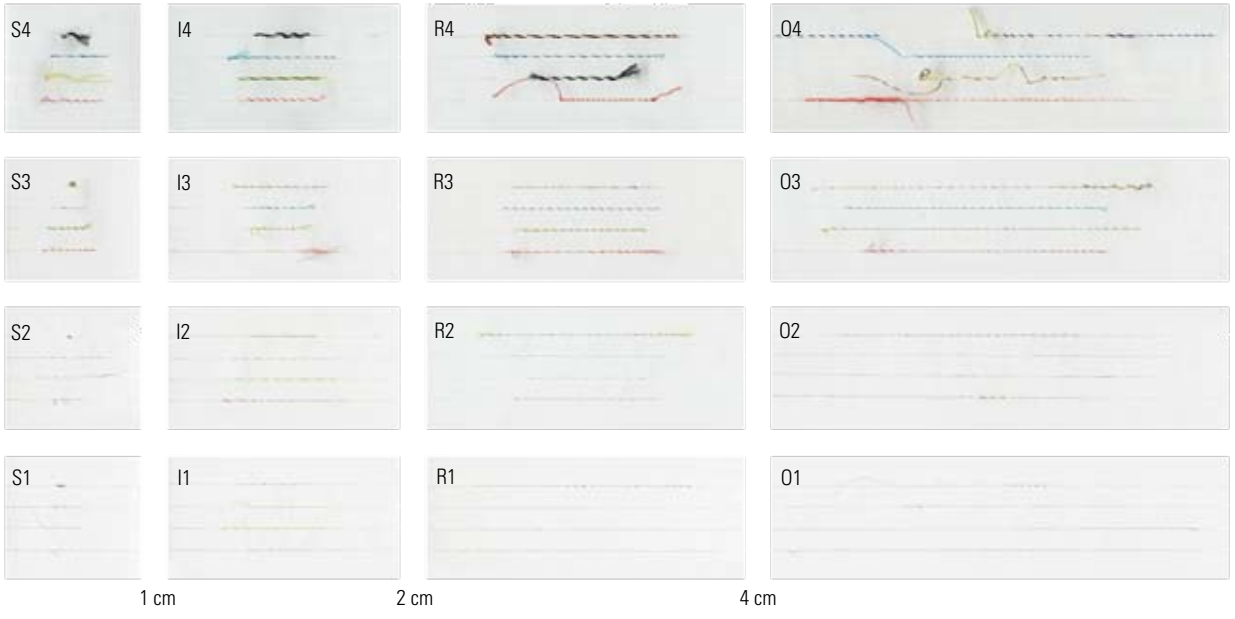 S4 I4 R4 O4
S3 I3 R3 O3
S2 I2 R2 O2
S1 I1 R1 O1
1 cm 2 cm 4 cm